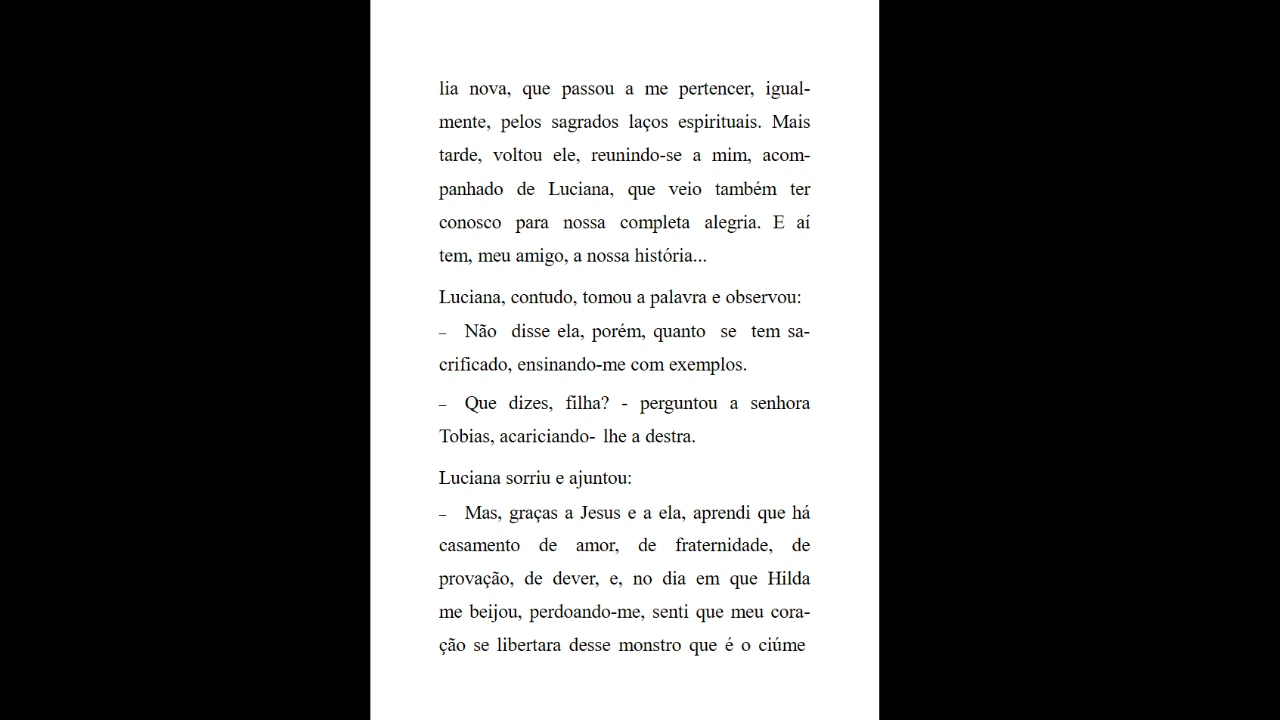 lia nova, que passou a me pertencer, igual-
mente, pelos sagrados laços espirituais. Mais
tarde, voltou ele, reunindo-se a mim, acom-
panhado de Luciana, que veio também ter
conosco para nossa completa alegria. E aí
tem, meu amigo, a nossa história...
Luciana, contudo, tomou a palavra e observou:
– Não disse ela, porém, quanto se tem sa-
crificado, ensinando-me com exemplos.
– Que dizes, filha? - perguntou a senhora
Tobias, acariciando- lhe a destra.
Luciana sorriu e ajuntou:
– Mas, graças a Jesus e a ela, aprendi que há
casamento de amor, de fraternidade, de
provação, de dever, e, no dia em que Hilda
me beijou, perdoando-me, senti que meu cora-
ção se libertara desse monstro que é o ciúme